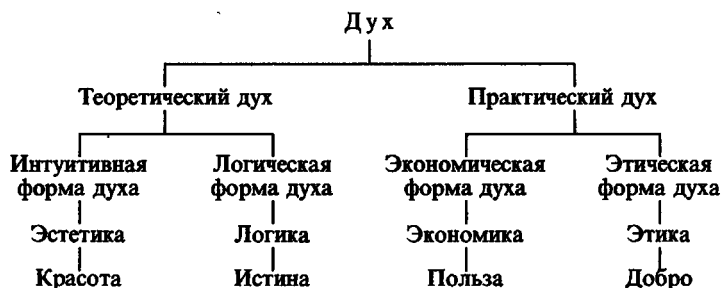 Дух
Теоретический дух Практический дух
Интуитивная Логическая Экономическая Этическая
форма духа форма духа форма духа форма духа
Эстетика Логика Экономика Этика
Красота Истина Польза Добро